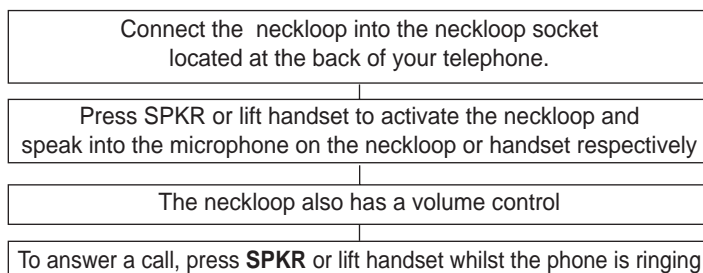 Connect the neckloop into the neckloop socket
located at the back of your telephone.
Press SPKR or lift handset to activate the neckloop and
speak into the microphone on the neckloop or handset respectively
The neckloop also has a volume control
To answer a call, press SPKR or lift handset whilst the phone is ringing